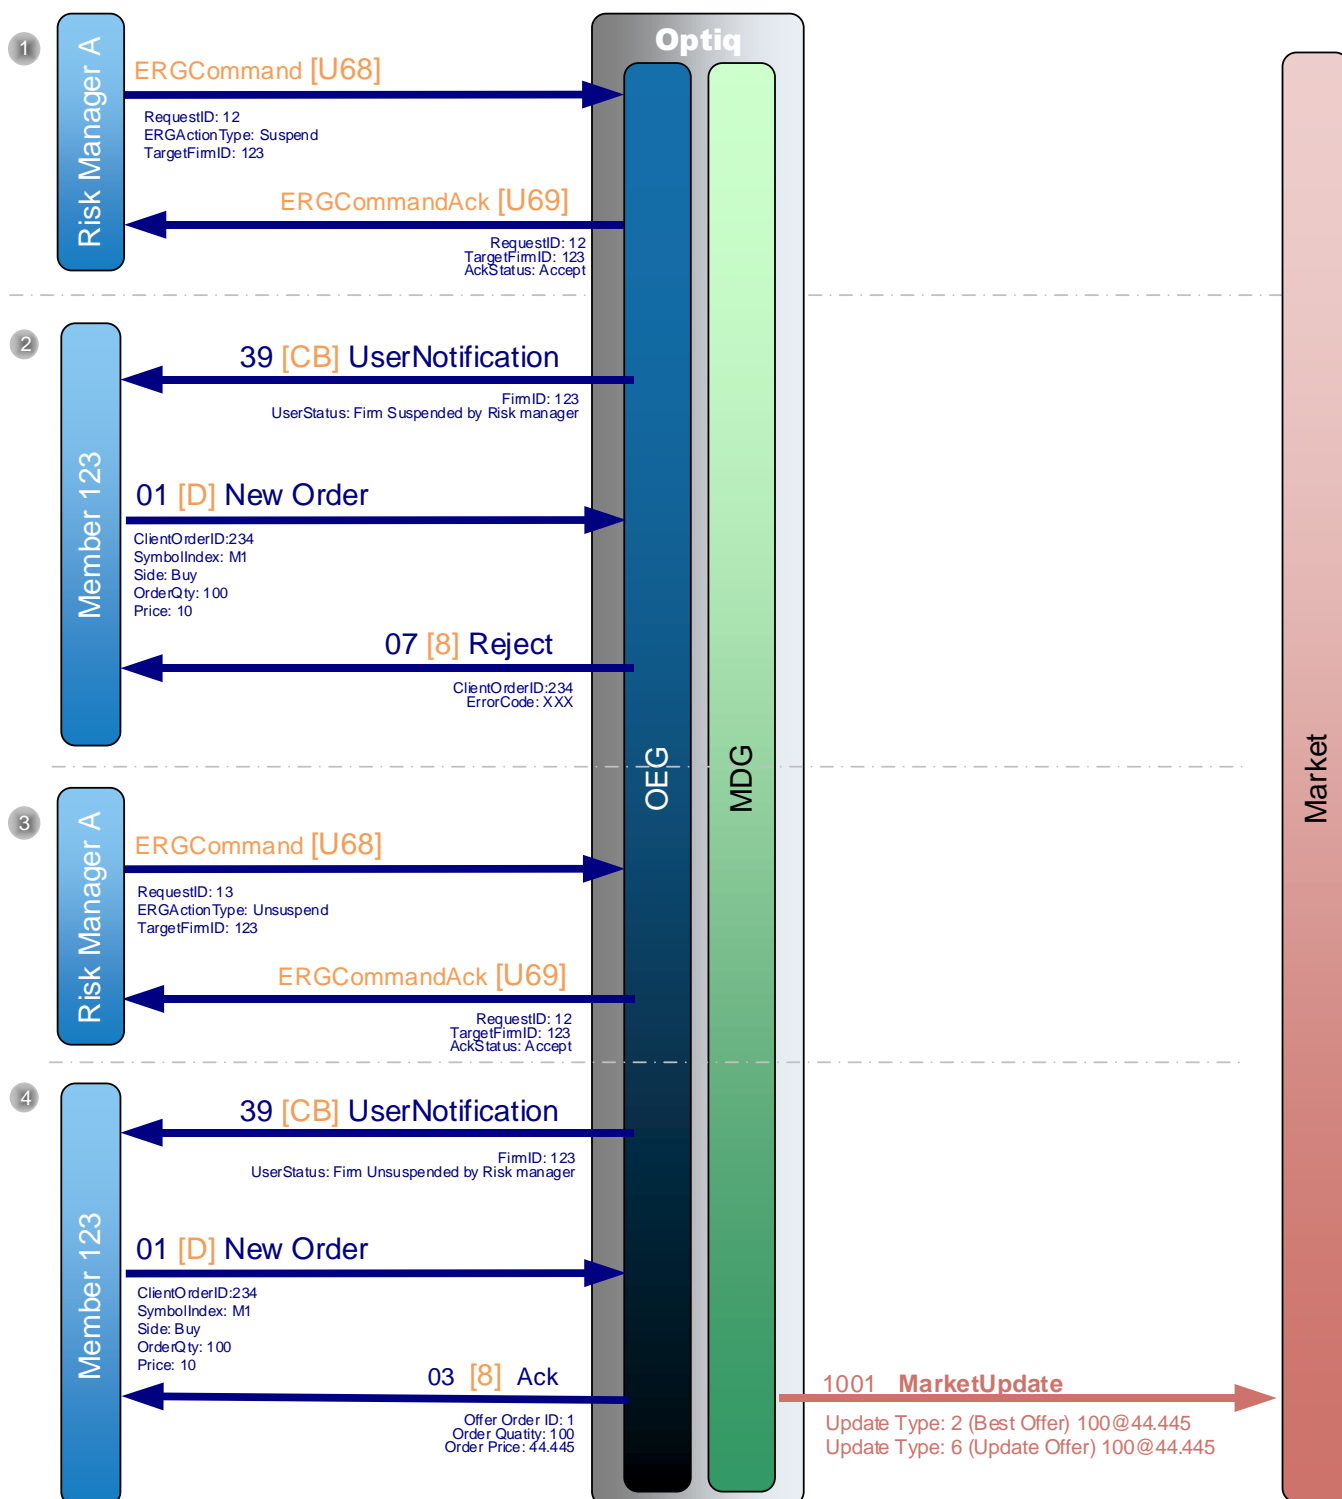 Optiq
1
Risk Manager A
ERGCommand [U68]
RequestID: 12
ERGActionType: Suspend
TargetFirmID: 123
ERGCommandAck [U69]
RequestID: 12
TargetFirmID: 123
AckStatus: Accept
2
Member 123
39 [CB] UserNotification
FirmID: 123
UserStatus: Firm Suspended by Risk manager
01 [D] New Order
ClientOrderID:234
SymbolIndex: M1
Side: Buy
OrderQty: 100
Price: 10
07 [8] Reject
ClientOrderID:234
ErrorCode: XXX
OEG
MDG
Market
3
Risk Manager A
ERGCommand [U68]
RequestID: 13
ERGActionType: Unsuspend
TargetFirmID: 123
ERGCommandAck [U69]
RequestID: 12
TargetFirmID: 123
AckStatus: Accept
4
Member 123
39 [CB] UserNotification
FirmID: 123
UserStatus: Firm Unsuspended by Risk manager
01 [D] New Order
ClientOrderID:234
SymbolIndex: M1
Side: Buy
OrderQty: 100
Price: 10
03 [8] Ack
Offer Order ID: 1
Order Quatity: 100
Order Price: 44.445
1001 MarketUpdate
Update Type: 2 (Best Offer) 100@44.445
Update Type: 6 (Update Offer) 100@44.445